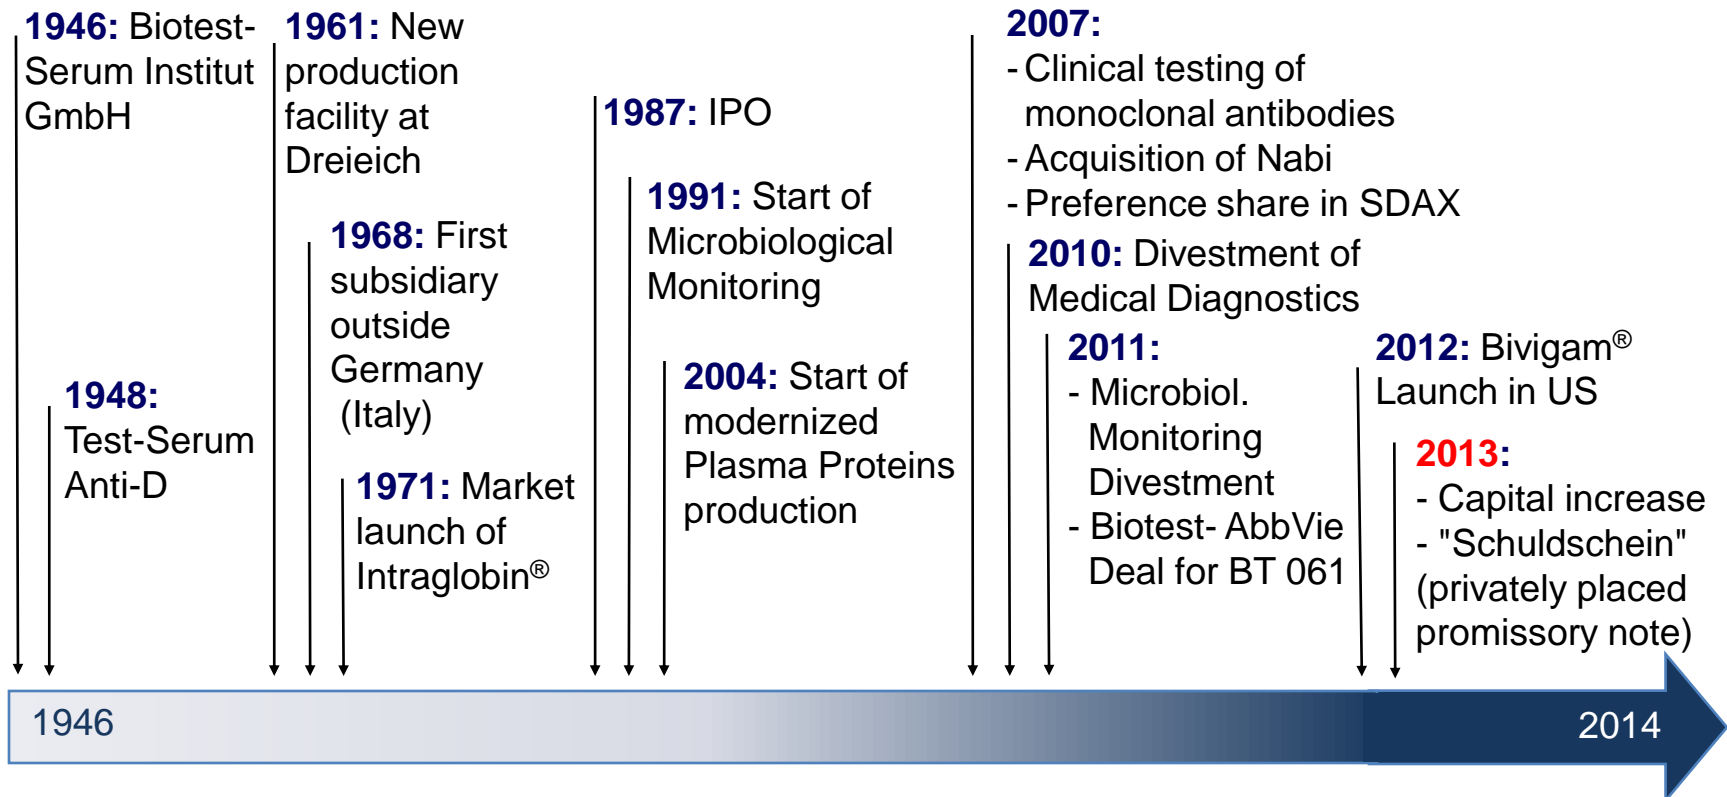 1946: Biotest-
Serum Institut
GmbH
1948:
Test-Serum
Anti-D
1961: New
production
facility at
Dreieich
1968: First
subsidiary
outside
Germany
(Italy)
1971: Market
launch of
Intraglobin®
1987: IPO
1991: Start of
Microbiological
Monitoring
2004: Start of
modernized
Plasma Proteins
production
2007:
- Clinical testing of
monoclonal antibodies
- Acquisition of Nabi
- Preference share in SDAX
2010: Divestment of
Medical Diagnostics
2011:
- Microbiol.
Monitoring
Divestment
- Biotest- AbbVie
Deal for BT 061
2012: Bivigam®
Launch in US
2013:
- Capital increase
- "Schuldschein"
(privately placed
promissory note)
1946
2014